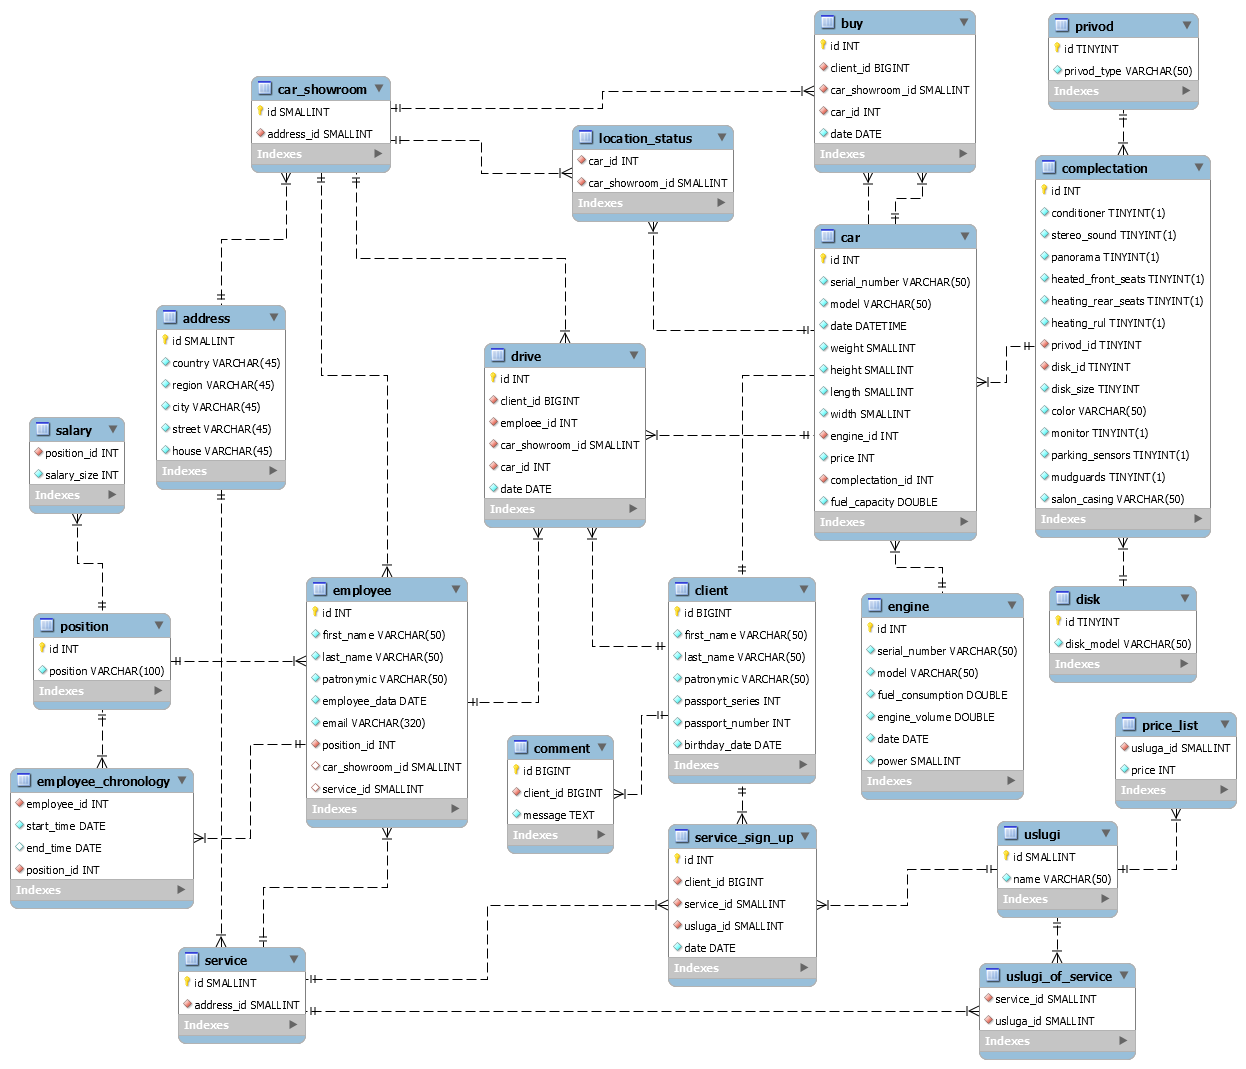 buy
id INT
client_id BIGINT
car_showroom_id SMALLINT
car_id INT
date DATE
Indexes
privod
id TINYINT
privod_type VARCHAR(50)
Indexes
car_showroom
id SMALLINT
address_id SMALLINT
Indexes
location_status
car_id INT
car_showroom_id SMALLINT
Indexes
complectation
id INT
conditioner TINYINT(1)
stereo_sound TINYINT(1)
panorama TINYINT(1)
heated_front_seats TINYINT(1)
heating_rear_seats TINYINT(1)
heating_rul TINYINT(1)
privod_id TINYINT
disk_id TINYINT
disk_size TINYINT
color VARCHAR(50)
monitor TINYINT(1)
parking_sensors TINYINT(1)
mudguards TINYINT(1)
salon_casing VARCHAR(50)
Indexes
car
id INT
serial_number VARCHAR(50)
model VARCHAR(50)
date DATETIME
weight SMALLINT
height SMALLINT
length SMALLINT
width SMALLINT
engine_id INT
price INT
complectation_id INT
fuel_capacity DOUBLE
Indexes
address
id SMALLINT
country VARCHAR(45)
region VARCHAR(45)
city VARCHAR(45)
street VARCHAR(45)
house VARCHAR(45)
Indexes
drive
id INT
client_id BIGINT
emploee_id INT
car_showroom_id SMALLINT
car_id INT
date DATE
Indexes
salary
position_id INT
salary_size INT
Indexes
position
id INT
position VARCHAR(100)
Indexes
employee
id INT
first_name VARCHAR(50)
last_name VARCHAR(50)
patronymic VARCHAR(50)
employee_data DATE
email VARCHAR(320)
position_id INT
car_showroom_id SMALLINT
service_id SMALLINT
Indexes
client
id BIGINT
first_name VARCHAR(50)
last_name VARCHAR(50)
patronymic VARCHAR(50)
passport_series INT
passport_number INT
birthday_date DATE
Indexes
engine
id INT
serial_number VARCHAR(50)
model VARCHAR(50)
fuel_consumption DOUBLE
engine_volume DOUBLE
date DATE
power SMALLINT
Indexes
disk
id TINYINT
disk_model VARCHAR(50)
Indexes
price_list
usluga_id SMALLINT
price INT
Indexes
comment
id BIGINT
client_id BIGINT
message TEXT
Indexes
employee_chronology
employee_id INT
start_time DATE
end_time DATE
position_id INT
Indexes
service_sign_up
id INT
client_id BIGINT
service_id SMALLINT
usluga_id SMALLINT
date DATE
Indexes
uslugi
id SMALLINT
name VARCHAR(50)
Indexes
service
id SMALLINT
address_id SMALLINT
Indexes
uslugi_of_service
service_id SMALLINT
usluga_id SMALLINT
Indexes